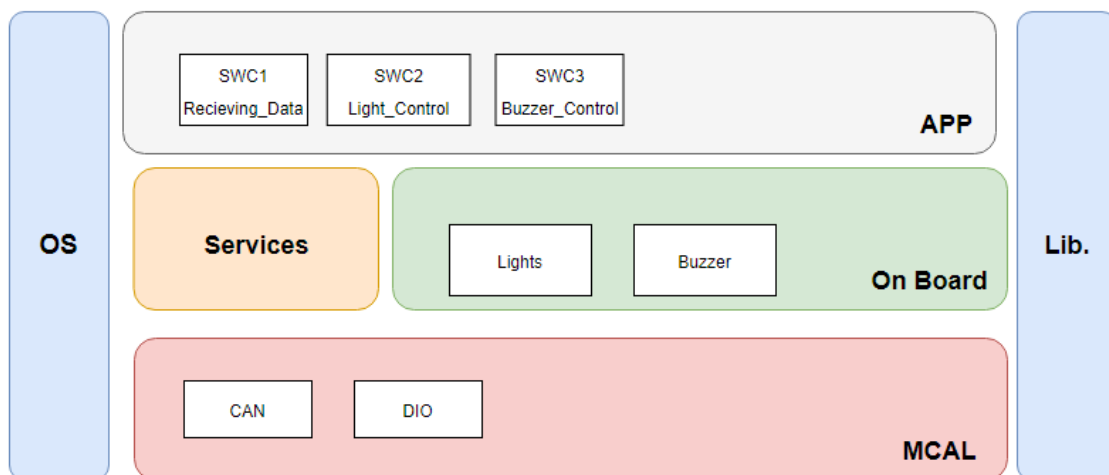 OS
SWC1
Recieving_Data
SWC2
Light_Control
SWC3
Buzzer_Control
APP
Services
Lights
Buzzer
On Board
CAN
DIO
MCAL
Lib.